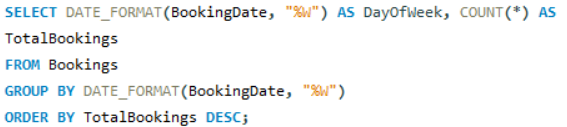 SELECT DATE_FORMAT(BookingDate, "%W") AS DayOfWeek, COUNT(*) AS
TotalBookings
FROM Bookings
GROUP BY DATE_FORMAT(BookingDate, "%W")
ORDER BY TotalBookings DESC;